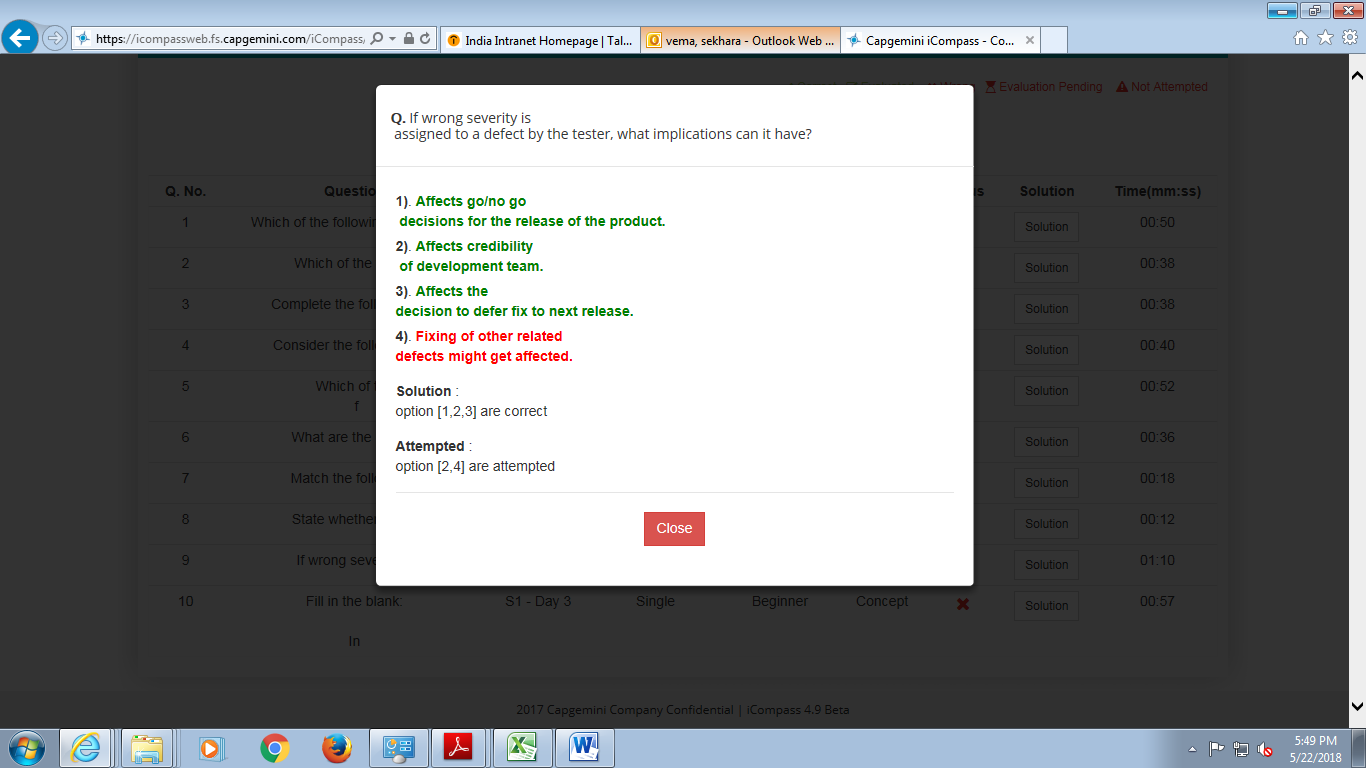 https://icompassweb.fs.capgemini.com/iCompass/
India Intranet Homepage | Tal...
vema, sekhara - Outlook Web ...
Capgemini iCompass - Co...
Evaluation Pending
Not Attempted
Q. If wrong severity is
assigned to a defect by the tester, what implications can it have?
Q. No. Questio s Solution Time(mm:ss)
1). Affects go/no go
decisions for the release of the product.
2). Affects credibility
of development team.
3). Affects the
decision to defer fix to next release.
4). Fixing of other related
defects might get affected.
Solution :
option [1,2,3] are correct
Attempted :
option [2,4] are attempted
Close
1 Which of the followin Solution 00:50
2 Which of the Solution 00:38
3 Complete the foll Solution 00:38
4 Consider the foll Solution 00:40
5 Which of t Solution 00:52
f
6 What are the Solution 00:36
7 Match the foll Solution 00:18
8 State whethe Solution 00:12
9 If wrong seve Solution 01:10
10 Fill in the blank: S1 - Day 3 Single Beginner Concept Solution 00:57
In
2017 Capgemini Company Confidential | iCompass 4.9 Beta
5:49 PM
5/22/2018